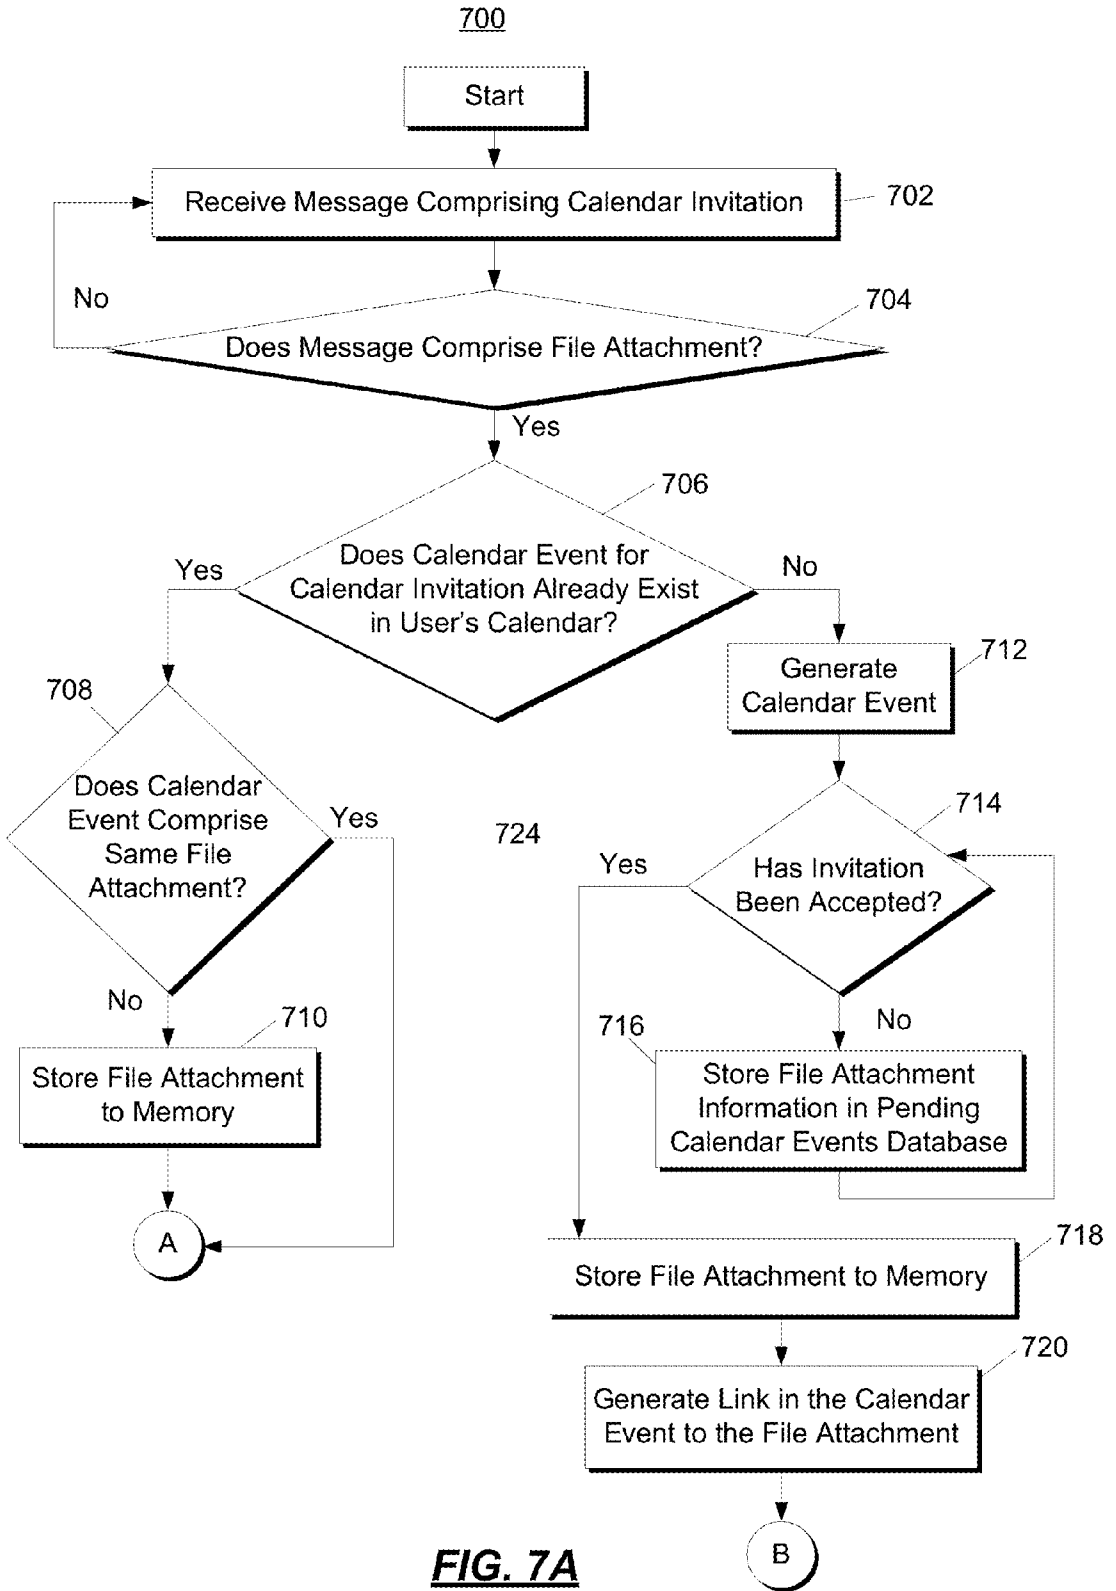 700
Start
Receive Message Comprising Calendar Invitation
702
No
704
Does Message Comprise File Attachment?
Yes
706
Does Calendar Event for
Calendar Invitation Already Exist
in User's Calendar?
Yes
No
712
Generate
Calendar Event
708
Does Calendar
Event Comprise
Same File
Attachment?
Yes
No
710
Store File Attachment
to Memory
A
724
714
Has Invitation
Been Accepted?
Yes
No
716
Store File Attachment
Information in Pending
Calendar Events Database
718
Store File Attachment to Memory
720
Generate Link in the Calendar
Event to the File Attachment
B
FIG. 7A